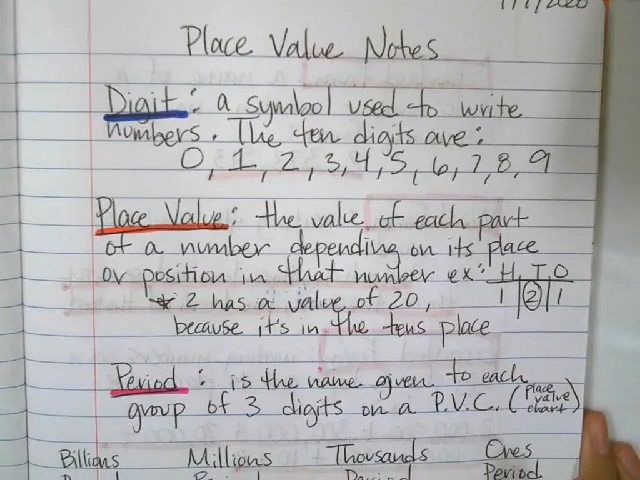 Place Value Notes
Digit: a symbol used to write
numbers. The ten digits are:
0, 1, 2, 3, 4, 5, 6, 7, 8, 9
Place Value: the value of each part
of a number depending on its place
or position in that number ex: H T O
1 2 1
* 2 has a value of 20,
because it's in the tens place
Period: is the name given to each
group of 3 digits on a P.V.C. (place value chart)
Billions Millions Thousands Ones
Period